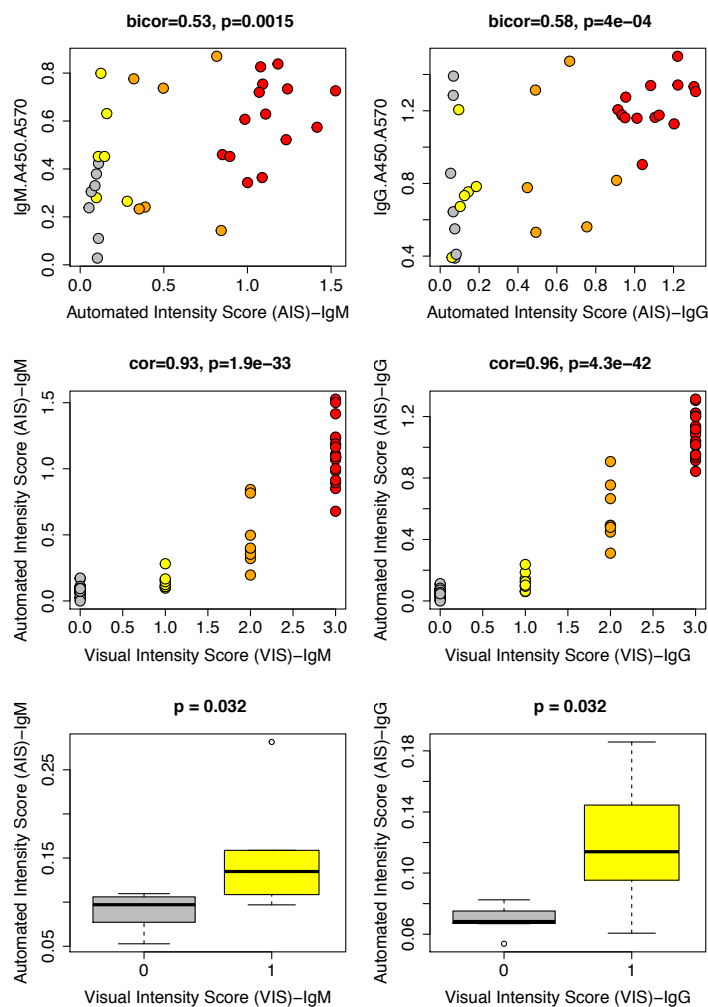 bicor=0.53, p=0.0015
IgM.A450.A570
0.0 0.2 0.4 0.6 0.8
0.0 0.5 1.0 1.5
Automated Intensity Score (AIS)−IgM
bicor=0.58, p=4e−04
IgG.A450.A570
0.4 0.8 1.2
0.0 0.2 0.4 0.6 0.8 1.0 1.2
Automated Intensity Score (AIS)−IgG
cor=0.93, p=1.9e−33
Automated Intensity Score (AIS)−IgM
0.0 0.5 1.0 1.5
0.0 0.5 1.0 1.5 2.0 2.5 3.0
Visual Intensity Score (VIS)−IgM
cor=0.96, p=4.3e−42
Automated Intensity Score (AIS)−IgG
0.0 0.4 0.8 1.2
0.0 0.5 1.0 1.5 2.0 2.5 3.0
Visual Intensity Score (VIS)−IgG
p = 0.032
Automated Intensity Score (AIS)−IgM
0.05 0.15 0.25
0 1
Visual Intensity Score (VIS)−IgM
p = 0.032
Automated Intensity Score (AIS)−IgG
0.06 0.10 0.14 0.18
0 1
Visual Intensity Score (VIS)−IgG